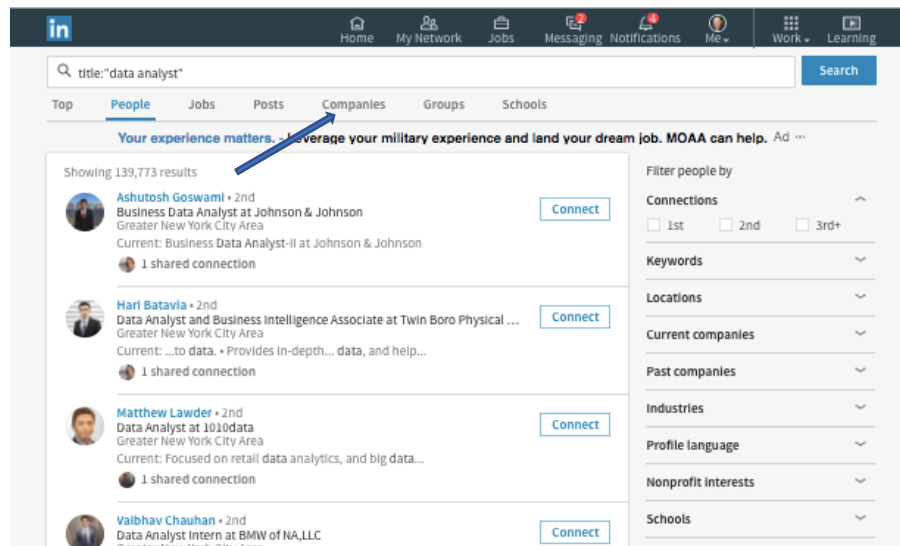 in
Home My Network Jobs 2 Messaging 4 Notifications Me Work Learning
title:"data analyst" Search
Top People Jobs Posts Companies Groups Schools
Your experience matters. - Leverage your military experience and land your dream job. MOAA can help. Ad ...
Showing 139,773 results
Ashutosh Goswami • 2nd
Business Data Analyst at Johnson & Johnson
Greater New York City Area
Current: Business Data Analyst-II at Johnson & Johnson
1 shared connection
Connect
Hari Batavia • 2nd
Data Analyst and Business Intelligence Associate at Twin Boro Physical ...
Greater New York City Area
Current: ...to data. • Provides in-depth... data, and help...
1 shared connection
Connect
Matthew Lawder • 2nd
Data Analyst at 1010data
Greater New York City Area
Current: Focused on retail data analytics, and big data...
1 shared connection
Connect
Vaibhav Chauhan • 2nd
Data Analyst Intern at BMW of NA,LLC
Greater New York City Area
Connect
Filter people by
Connections
1st 2nd 3rd+
Keywords
Locations
Current companies
Past companies
Industries
Profile language
Nonprofit interests
Schools